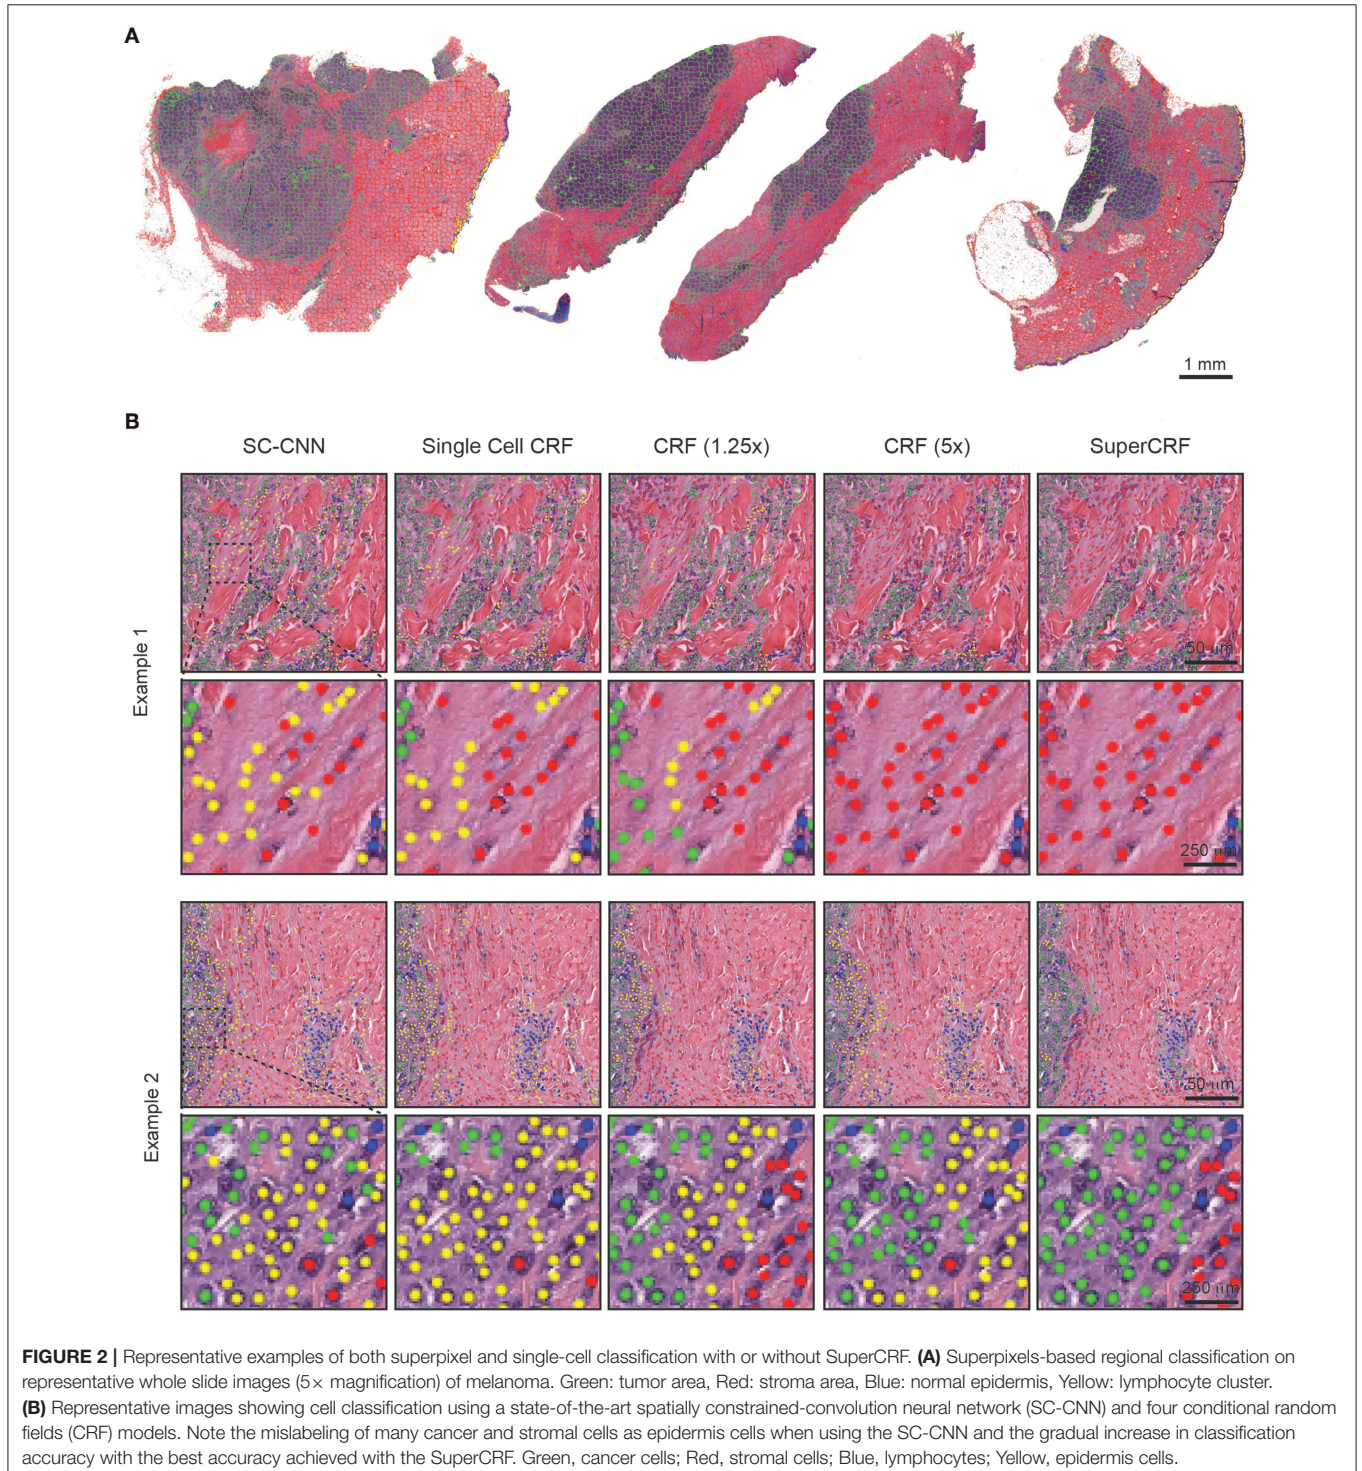 A
1 mm
B
SC-CNN
Single Cell CRF
CRF (1.25x)
CRF (5x)
SuperCRF
Example 1
50 µm
250 µm
Example 2
50 µm
250 µm
FIGURE 2 | Representative examples of both superpixel and single-cell classification with or without SuperCRF. (A) Superpixels-based regional classification on
representative whole slide images (5× magnification) of melanoma. Green: tumor area, Red: stroma area, Blue: normal epidermis, Yellow: lymphocyte cluster.
(B) Representative images showing cell classification using a state-of-the-art spatially constrained-convolution neural network (SC-CNN) and four conditional random
fields (CRF) models. Note the mislabeling of many cancer and stromal cells as epidermis cells when using the SC-CNN and the gradual increase in classification
accuracy with the best accuracy achieved with the SuperCRF. Green, cancer cells; Red, stromal cells; Blue, lymphocytes; Yellow, epidermis cells.